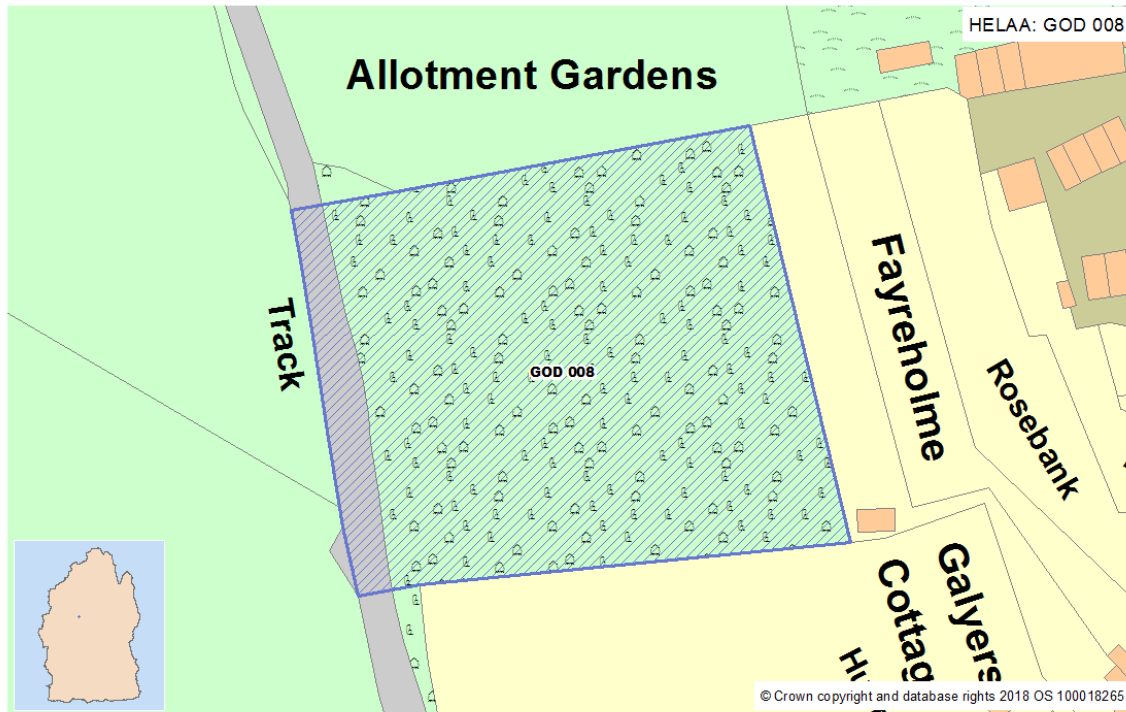 HELAA: GOD 008
Allotment Gardens
Track
GOD 008
Fayreholme
Rosebank
Galyers
Cottag
Hu
© Crown copyright and database rights 2018 OS 100018265